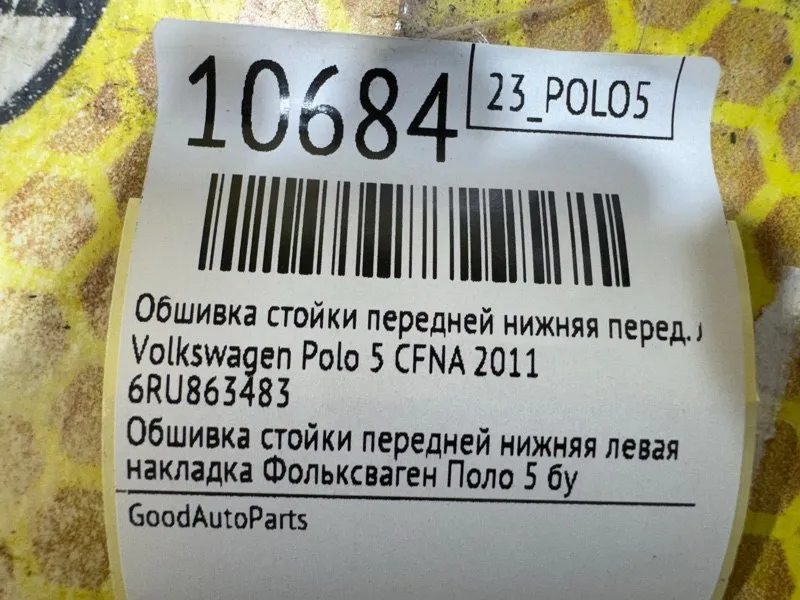 10684
23_POLO5
Обшивка стойки передней нижняя перед.
Volkswagen Polo 5 CFNA 2011
6RU863483
Обшивка стойки передней нижняя левая
накладка Фольксваген Поло 5 бу
GoodAutoParts